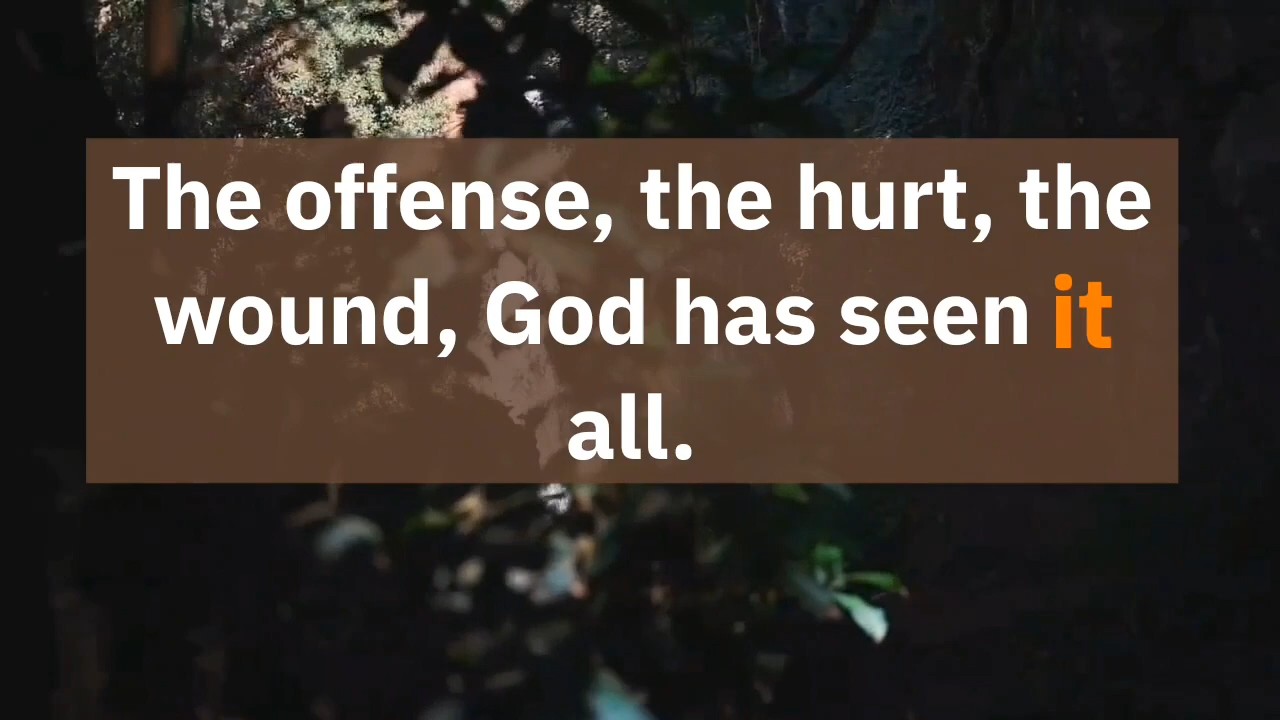 The offense, the hurt, the
wound, God has seen it
all.